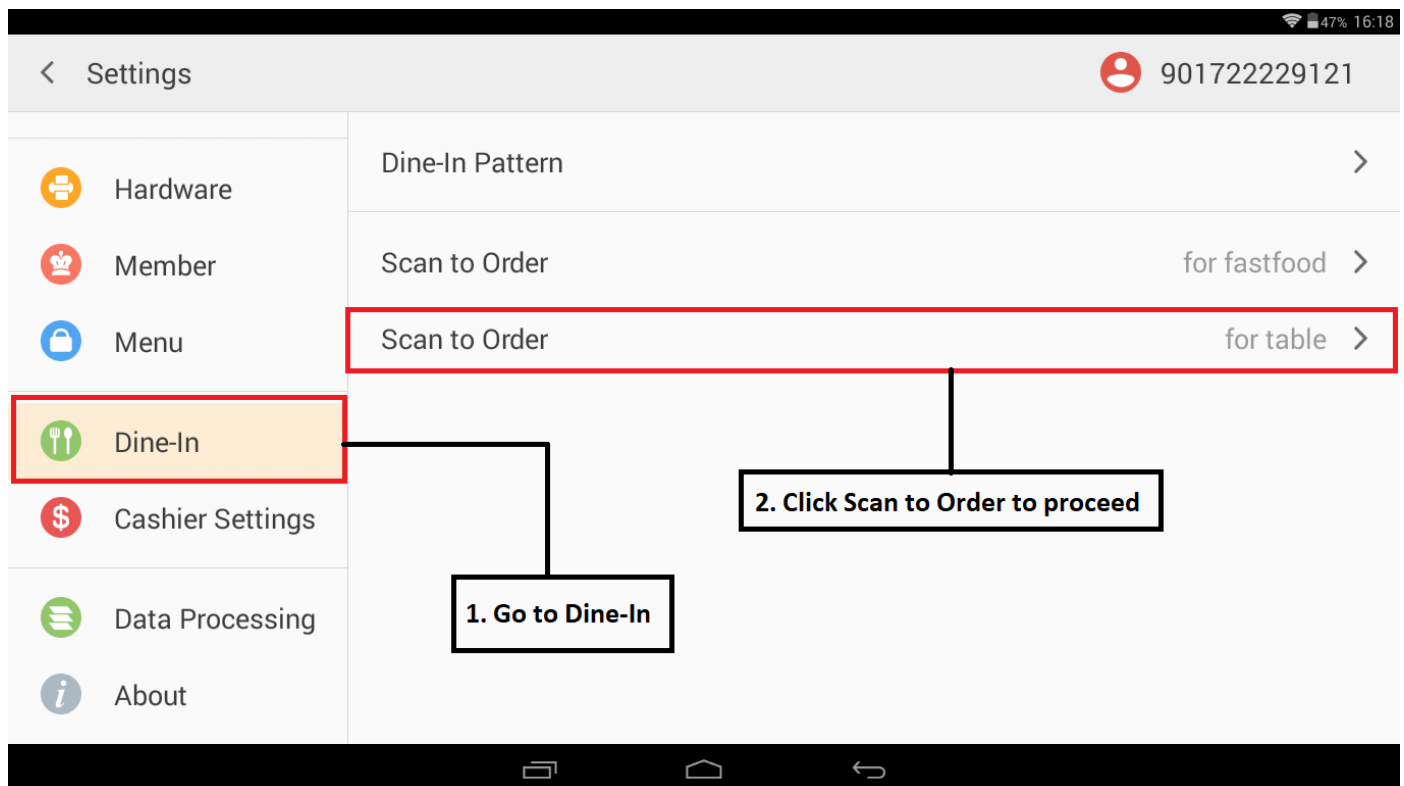 47% 16:18
Settings
901722229121
Hardware
Member
Menu
Dine-In
Cashier Settings
Data Processing
About
Dine-In Pattern
Scan to Order for fastfood
Scan to Order for table
2. Click Scan to Order to proceed
1. Go to Dine-In